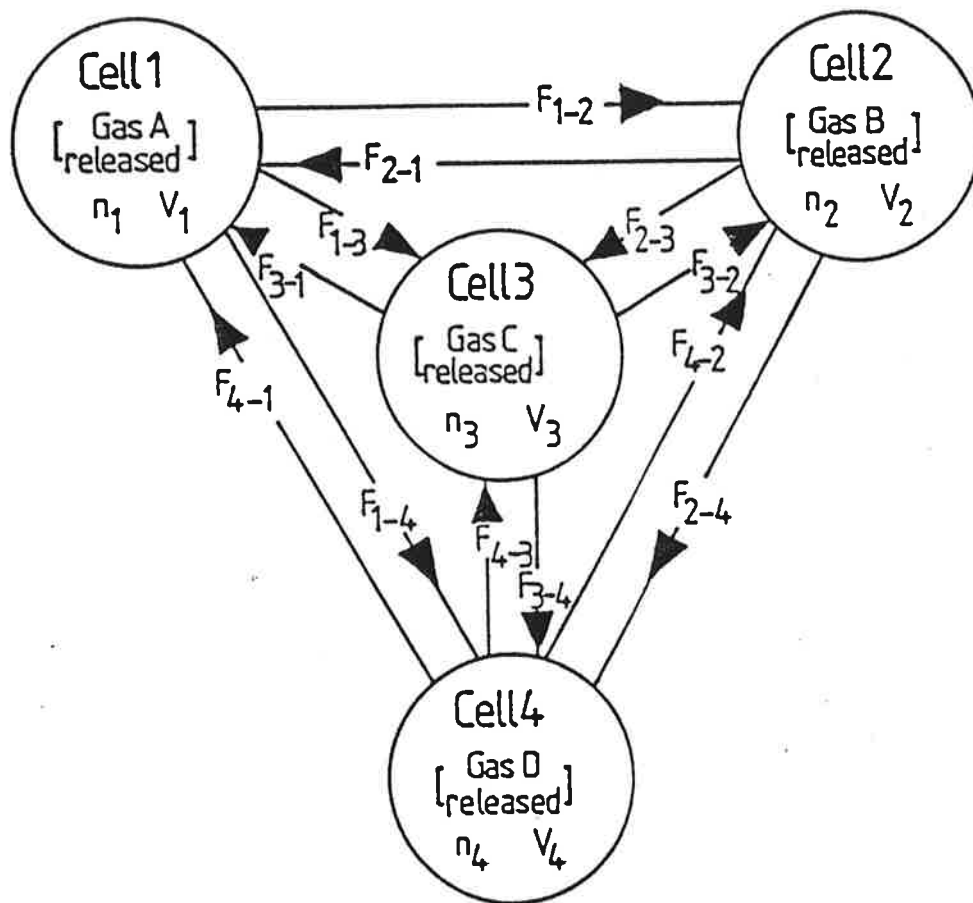 Cell1
[Gas A
released]
n1 V1
Cell2
[Gas B
released]
n2 V2
F1-2
F2-1
F1-3
F3-1
F2-3
F3-2
Cell3
[Gas C
released]
n3 V3
F4-1
F1-4
F4-3
F3-4
F4-2
F2-4
Cell4
[Gas D
released]
n4 V4